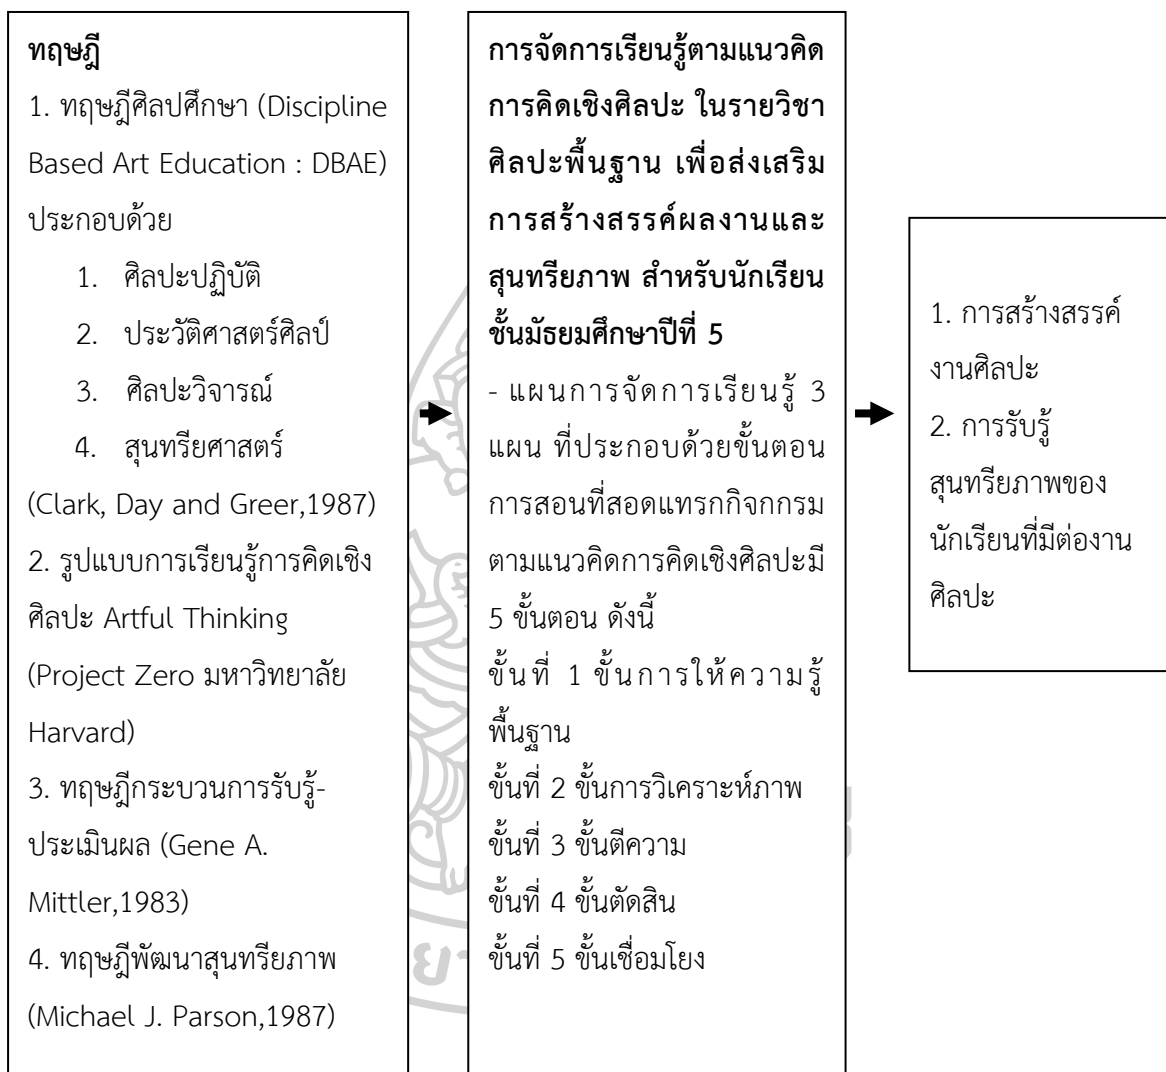 ทฤษฎี
1. ทฤษฎีศิลปศึกษา (Discipline
Based Art Education : DBAE)
ประกอบด้วย
1. ศิลปะปฏิบัติ
2. ประวัติศาสตร์ศิลป์
3. ศิลปะวิจารณ์
4. สุนทรียศาสตร์
(Clark, Day and Greer,1987)
2. รูปแบบการเรียนรู้การคิดเชิง
ศิลปะ Artful Thinking
(Project Zero มหาวิทยาลัย
Harvard)
3. ทฤษฎีกระบวนการรับรู้-
ประเมินผล (Gene A.
Mittler,1983)
4. ทฤษฎีพัฒนาสุนทรียภาพ
(Michael J. Parson,1987)
การจัดการเรียนรู้ตามแนวคิด
การคิดเชิงศิลปะ ในรายวิชา
ศิลปะพื้นฐาน เพื่อส่งเสริม
การสร้างสรรค์ผลงานและ
สุนทรียภาพ สำหรับนักเรียน
ชั้นมัธยมศึกษาปีที่ 5
- แผนการจัดการเรียนรู้ 3
แผน ที่ประกอบด้วยขั้นตอน
การสอนที่สอดแทรกกิจกกรม
ตามแนวคิดการคิดเชิงศิลปะมี
5 ขั้นตอน ดังนี้
ขั้นที่ 1 ขั้นการให้ความรู้
พื้นฐาน
ขั้นที่ 2 ขั้นการวิเคราะห์ภาพ
ขั้นที่ 3 ขั้นตีความ
ขั้นที่ 4 ขั้นตัดสิน
ขั้นที่ 5 ขั้นเชื่อมโยง
1. การสร้างสรรค์
งานศิลปะ
2. การรับรู้
สุนทรียภาพของ
นักเรียนที่มีต่องาน
ศิลปะ